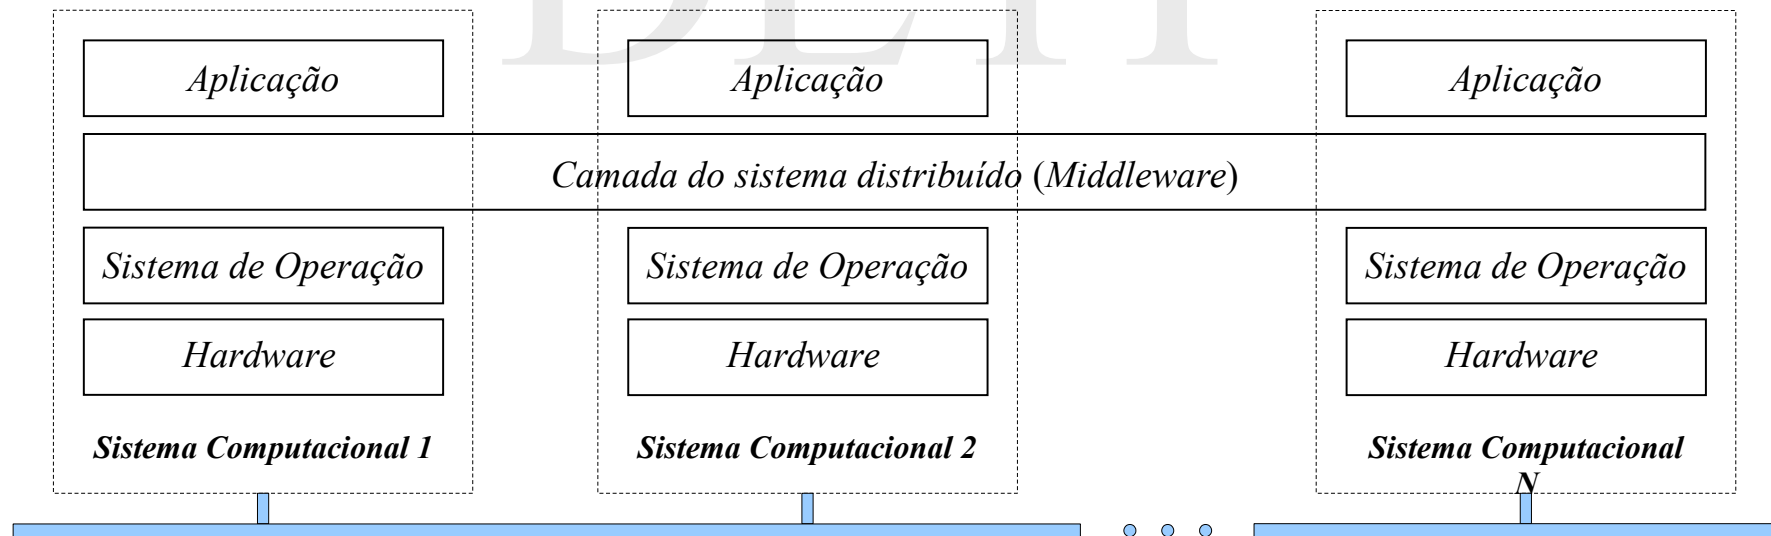 DETI
Aplicação
Aplicação
Aplicação
Camada do sistema distribuído (Middleware)
Sistema de Operação
Sistema de Operação
Sistema de Operação
Hardware
Hardware
Hardware
Sistema Computacional 1
Sistema Computacional 2
Sistema Computacional
N